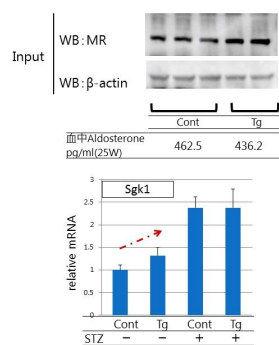 Input
WB:MR
WB:β-actin
Cont Tg
血中Aldosterone 462.5 436.2
pg/ml(25W)
Sgk1
relative mRNA
3
2.5
2
1.5
1
0.5
0
Cont Tg Cont Tg
STZ − − + +